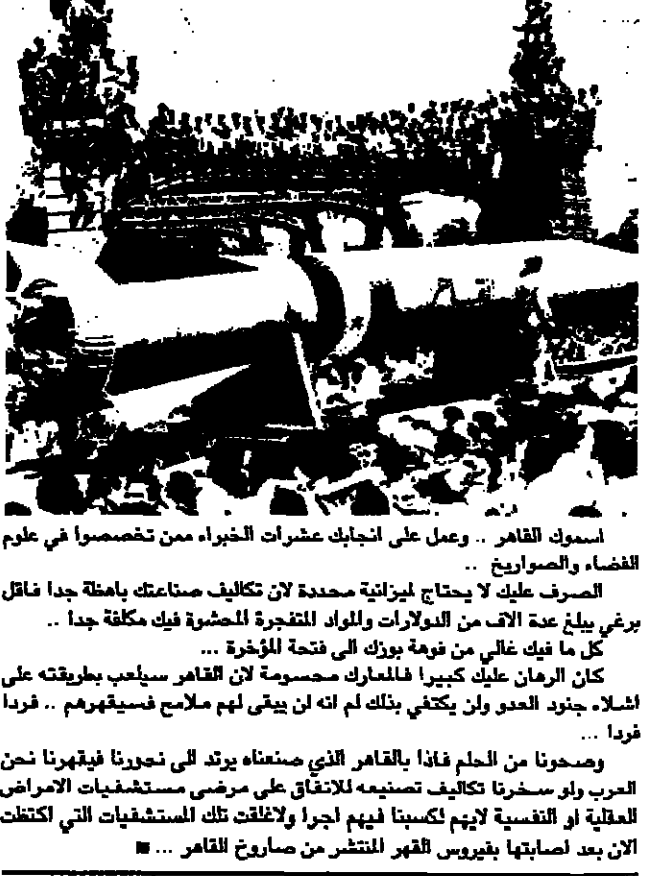 اسموك القاهر .. وعمل على انجابك عشرات الخبراء ممن تخصصوا في علوم
الفضاء والصواريخ ..
الصرف عليك لا يحتاج لميزانية محددة لان تكاليف صناعتك باهظة جدا فاقل
برغي يبلغ عدة الاف من الدولارات والمواد المتفجرة المحشوة فيك مكلفة جدا ..
كل ما فيك غالي من فوهة بوزك الى فتحة المؤخرة ...
كان الرهان عليك كبيرا فالمعارك محسومة لان القاهر سيلعب بطريقته على
اشلاء جنود العدو ولن يكتفي بذلك لم انه لن يبقى لهم ملامح فسيقهرهم .. فردا
فردا ...
وصحونا من الحلم فاذا بالقاهر الذي صنعناه يرتد الى نحورنا فيقهرنا نحن
العرب ولو سخرنا تكاليف تصنيعه للانفاق على مرضى مستشفيات الامراض
العقلية او النفسية لايهم لكسبنا فيهم اجرا ولاغلقت تلك المستشفيات التي اكتظت
الان بعد اصابتها بفيروس القهر المنتشر من صاروخ القاهر ... ■